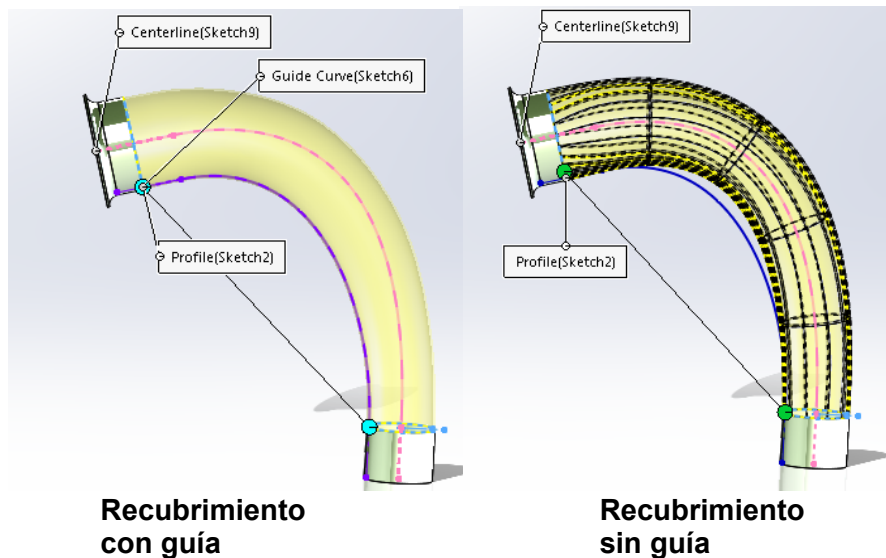 Centerline(Sketch9)
Guide Curve(Sketch6)
Profile(Sketch2)
Recubrimiento
con guía
Centerline(Sketch9)
Profile(Sketch2)
Recubrimiento
sin guía